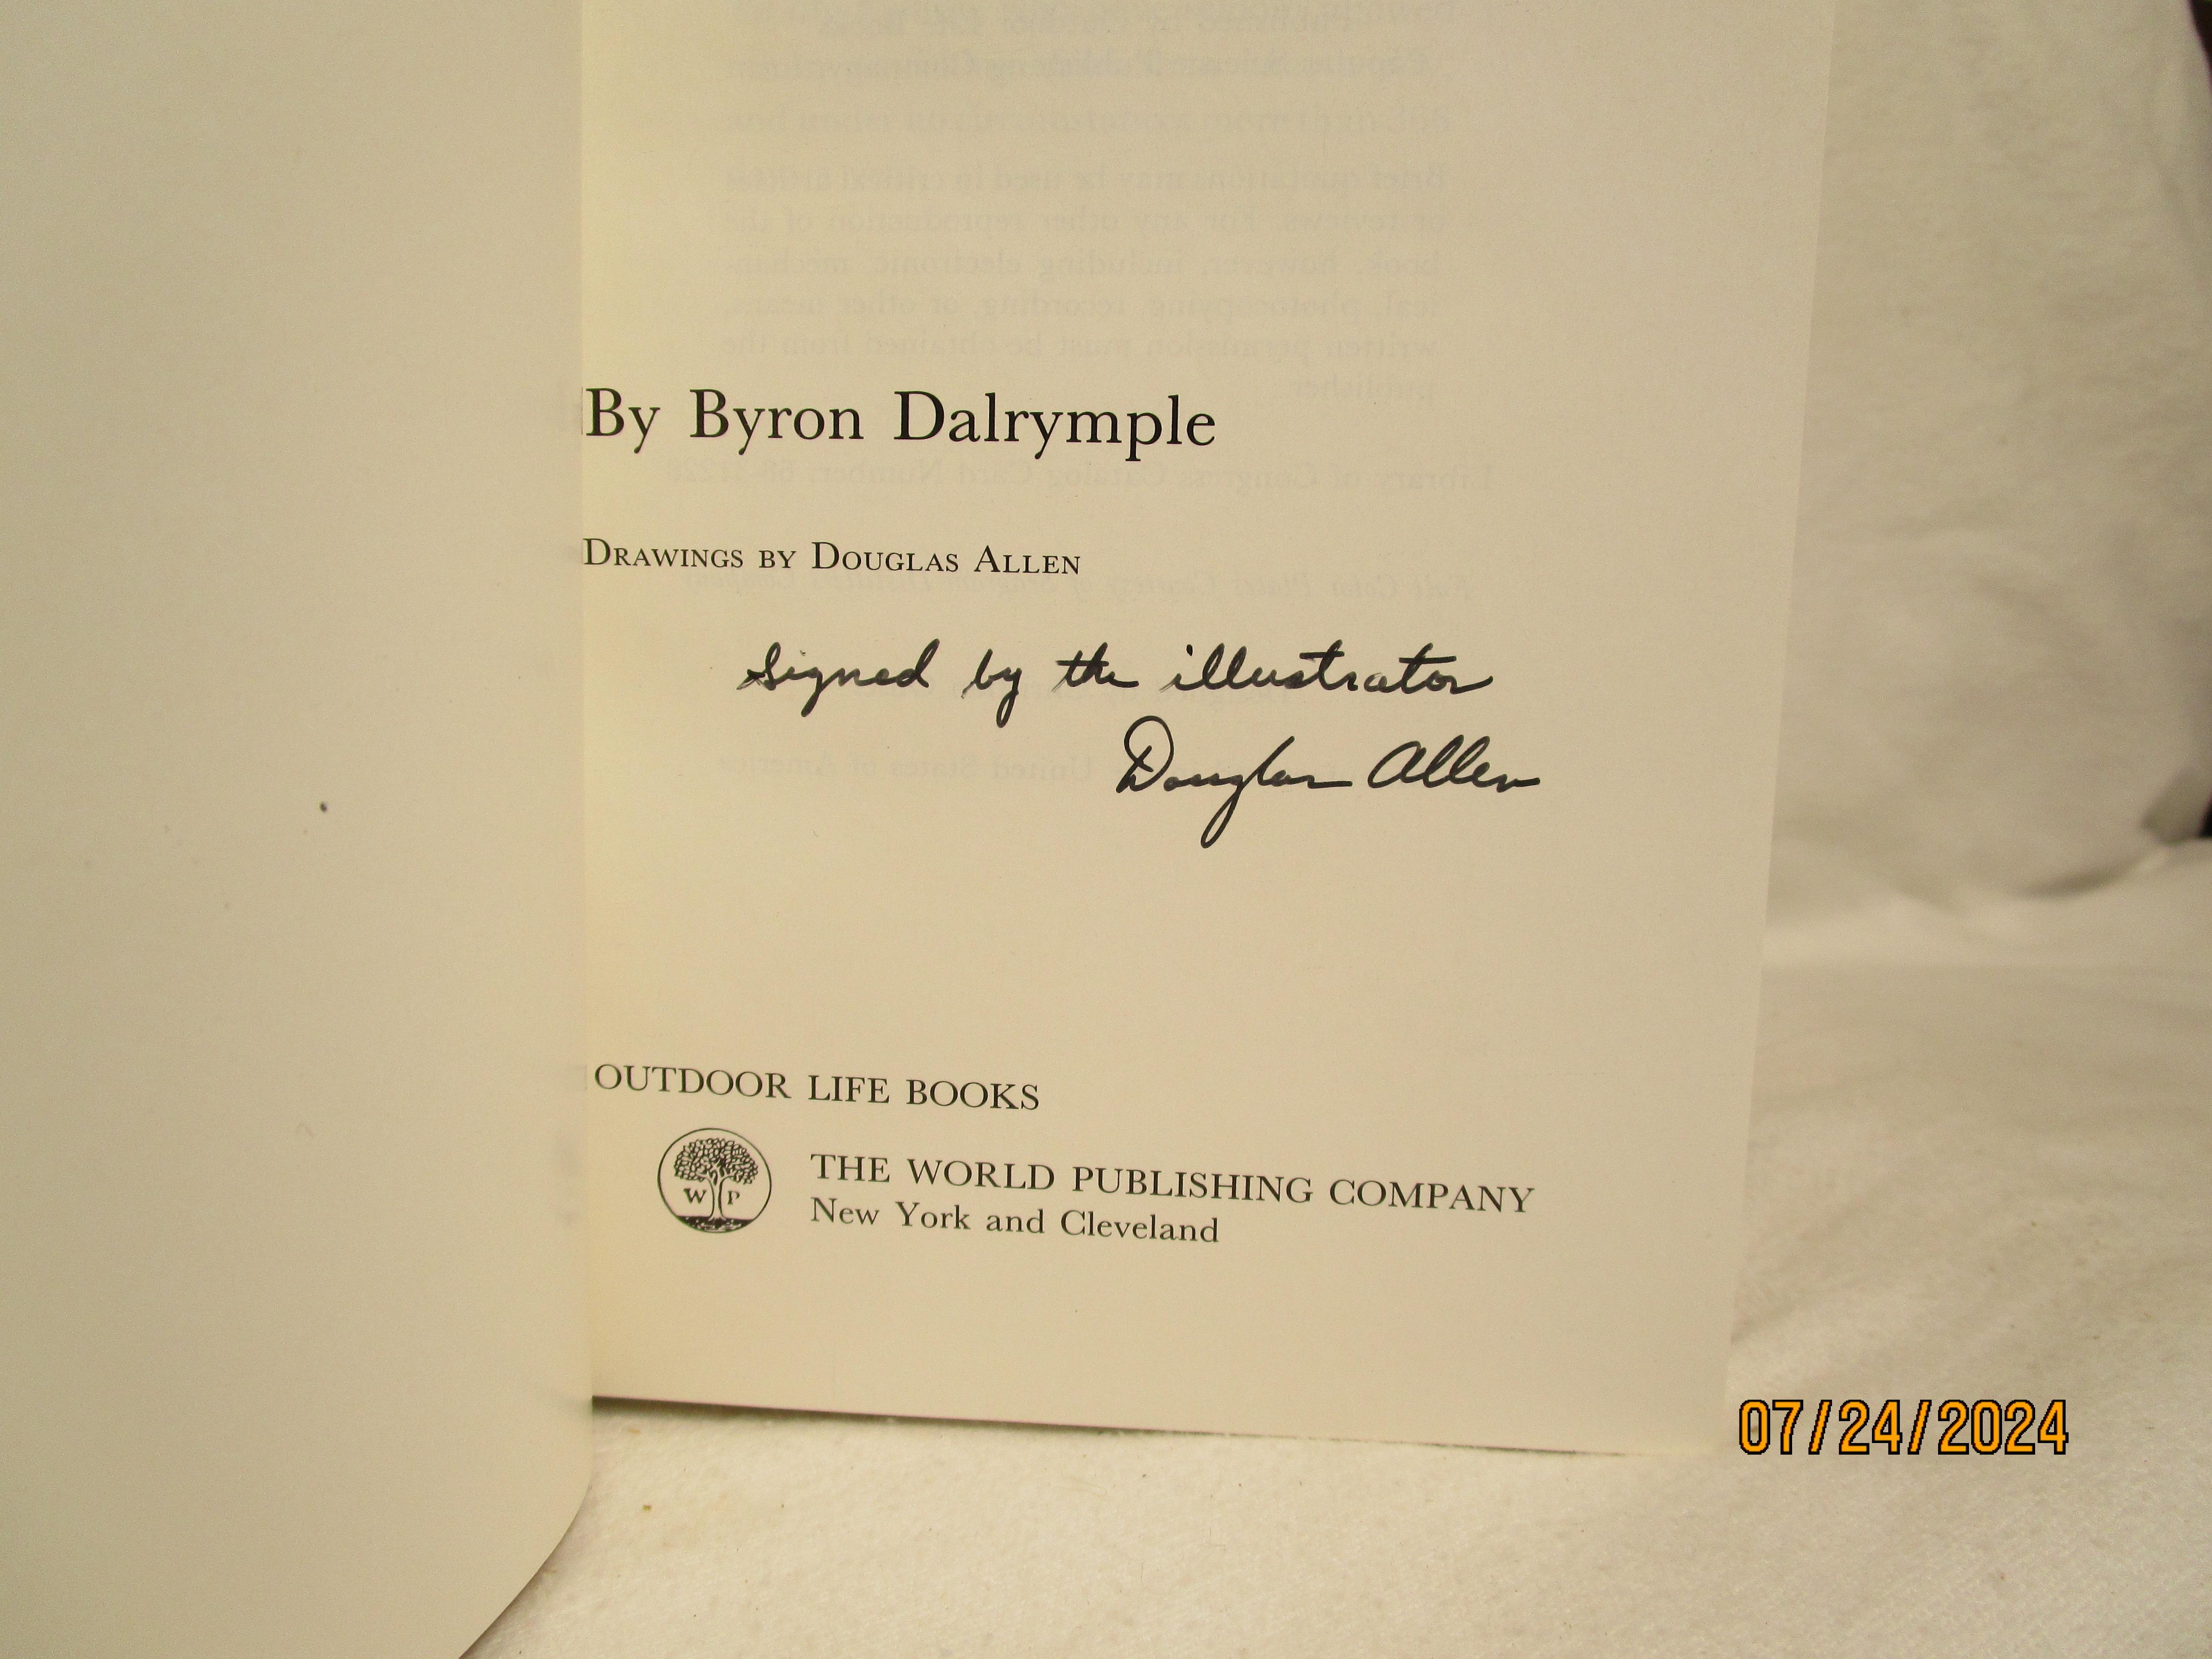 By Byron Dalrymple
DRAWINGS BY DOUGLAS ALLEN
signed by the illustrator
Douglas Allen
OUTDOOR LIFE BOOKS
W P
THE WORLD PUBLISHING COMPANY
New York and Cleveland
07/24/2024